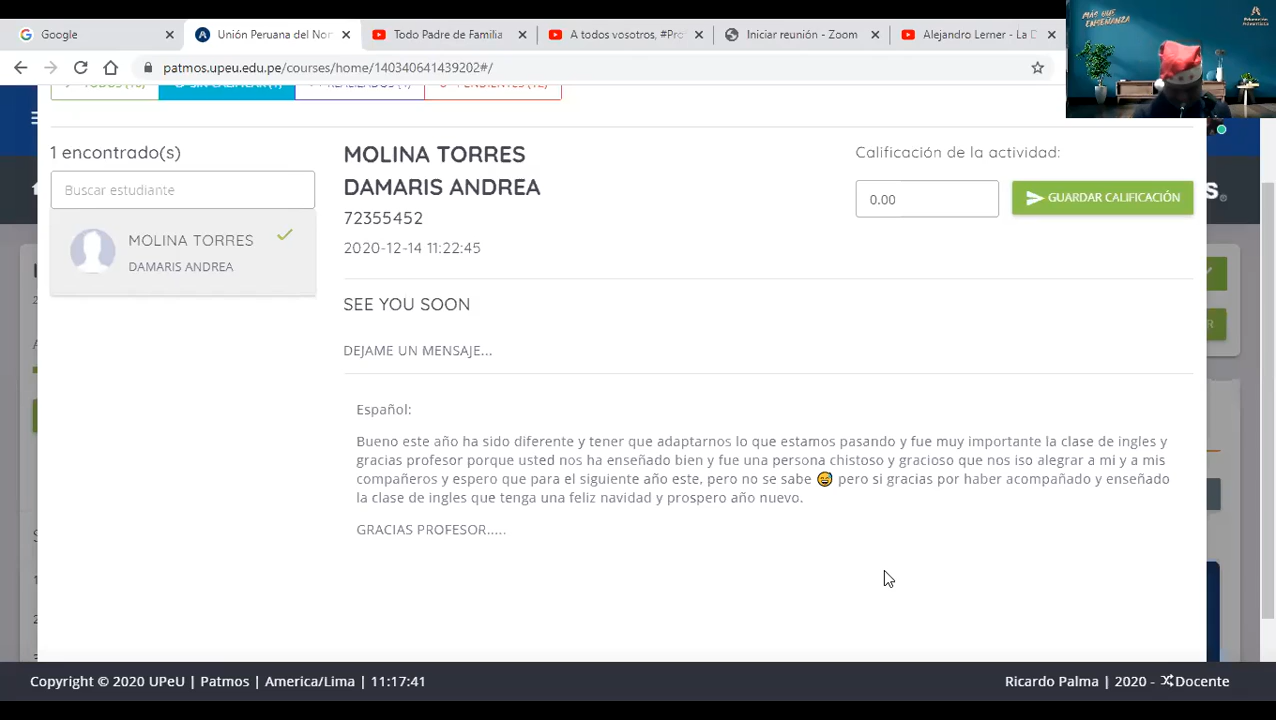 Google
Unión Peruana del Nor
Todo Padre de Familia
A todos vosotros, #Pro
Iniciar reunión - Zoom
Alejandro Lerner - La D
MÁS QUE ENSEÑANZA
patmos.upeu.edu.pe/courses/home/140340641439202#/
1 encontrado(s)
Buscar estudiante
MOLINA TORRES
DAMARIS ANDREA
MOLINA TORRES
DAMARIS ANDREA
72355452
2020-12-14 11:22:45
Calificación de la actividad:
0.00
GUARDAR CALIFICACIÓN
SEE YOU SOON
DEJAME UN MENSAJE...
Español:
Bueno este año ha sido diferente y tener que adaptarnos lo que estamos pasando y fue muy importante la clase de ingles y
gracias profesor porque usted nos ha enseñado bien y fue una persona chistoso y gracioso que nos iso alegrar a mi y a mis
compañeros y espero que para el siguiente año este, pero no se sabe 😅 pero si gracias por haber acompañado y enseñado
la clase de ingles que tenga una feliz navidad y prospero año nuevo.
GRACIAS PROFESOR.....
Copyright © 2020 UPeU | Patmos | America/Lima | 11:17:41
Ricardo Palma | 2020 - Docente